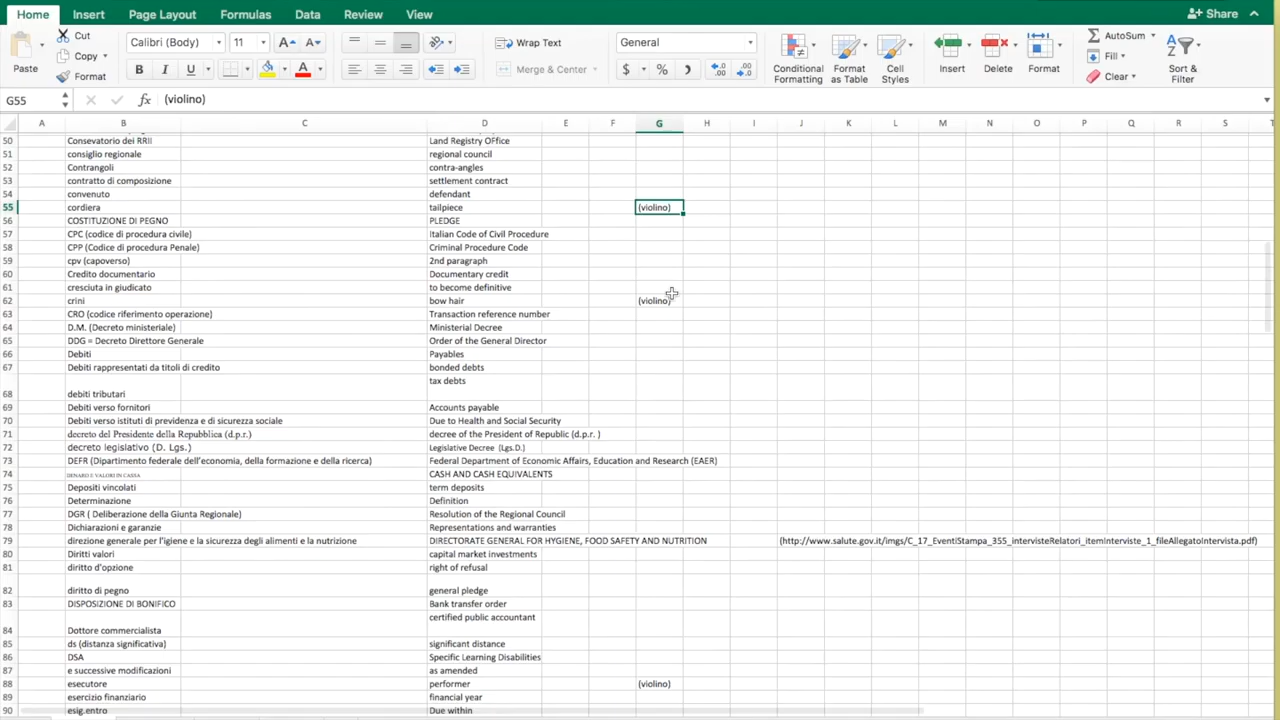 Home Insert Page Layout Formulas Data Review View Share
Paste Cut Copy Format Calibri (Body) 11 Wrap Text Merge & Center General Conditional Formatting Format as Table Cell Styles Insert Delete Format AutoSum Fill Clear Sort & Filter
G55 fx (violino)
A B C D E F G H I J K L M N O P Q R S T
50 Consevatorio dei RRII Land Registry OFfice
51 consiglio regionale regional council
52 Contrangoli contra-angles
53 contratto di composizione settlement contract
54 convenuto defendant
55 cordiera tailpiece (violino)
56 COSTITUZIONE DI PEGNO PLEDGE
57 CPC (codice di procedura civile) Italian Code of Civil Procedure
58 CPP (Codice di procedura Penale) Criminal Procedure Code
59 cpv (capoverso) 2nd paragraph
60 Credito documentario Documentary credit
61 cresciuta in giudicato to become definitive
62 crini bow hair (violino)
63 CRO (codice riferimento operazione) Transaction reference number
64 D.M. (Decreto ministeriale) Ministerial Decree
65 DDG = Decreto Direttore Generale Order of the General Director
66 Debiti Payables
67 Debiti rappresentati da titoli di credito bonded debts
68 debiti tributari tax debts
69 Debiti verso fornitori Accounts payable
70 Debiti verso istituti di previdenza e di sicurezza sociale Due to Health and Social Security
71 decreto del Presidente della Repubblica (d.p.r.) decree of the President of Republic (d.p.r. )
72 decreto legislativo (D. Lgs.) Legislative Decree (Lgs.D.)
73 DEFR (Dipartimento federale dell'economia, della formazione e della ricerca) Federal Department of Economic Affairs, Education and Research (EAER)
74 DENARO E VALORI IN CASSA CASH AND CASH EQUIVALENTS
75 Depositi vincolati term deposits
76 Determinazione Definition
77 DGR ( Deliberazione della Giunta Regionale) Resolution of the Regional Council
78 Dichiarazioni e garanzie Representations and warranties
79 direzione generale per l'igiene e la sicurezza degli alimenti e la nutrizione DIRECTORATE GENERAL FOR HYGIENE, FOOD SAFETY AND NUTRITION (http://www.salute.gov.it/imgs/C_17_EventiStampa_355_intervisteRelatori_itemInterviste_1_fileAllegatoIntervista.pdf)
80 Diritti valori capital market investments
81 diritto d'opzione right of refusal
82 diritto di pegno general pledge
83 DISPOSIZIONE DI BONIFICO Bank transfer order
84 Dottore commercialista certified public accountant
85 ds (distanza significativa) significant distance
86 DSA Specific Learning Disabilities
87 e successive modificazioni as amended
88 esecutore performer (violino)
89 esercizio finanziario financial year
90 esig.entro Due within